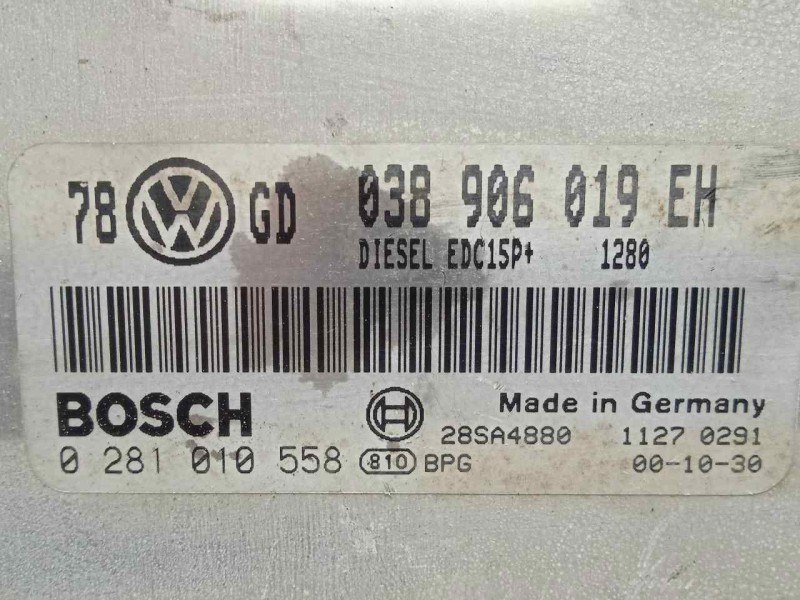 78 VW GD 038 906 019 EH
DIESEL EDC15P+ 1280
BOSCH Made in Germany
28SA4880 1127 0291
0 281 010 558 810 BPG 00-10-30